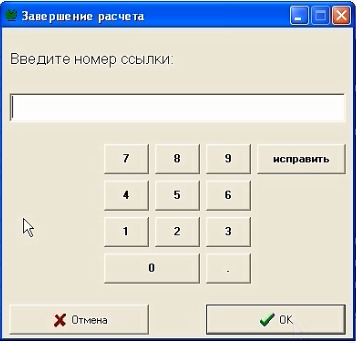 Завершение расчета
Введите номер ссылки:
7 8 9 исправить
4 5 6
1 2 3
0 .
Отмена OK